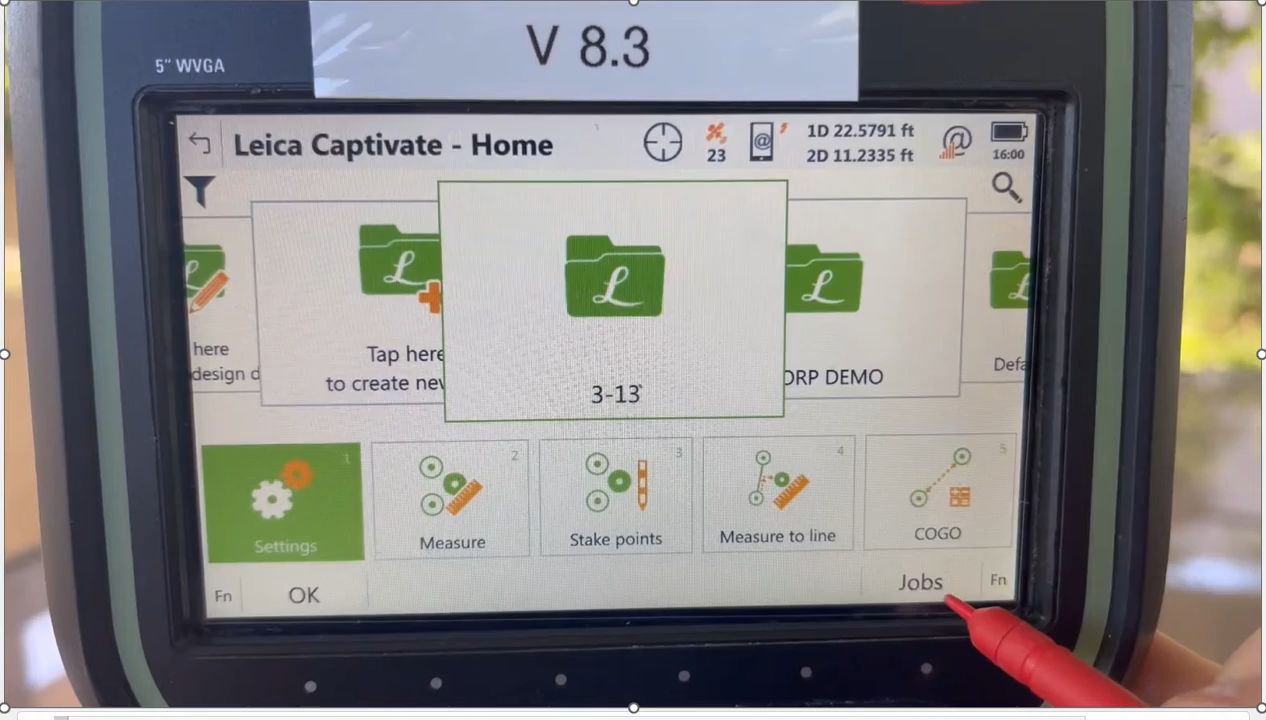 V 8.3
5" WVGA
Leica Captivate - Home
23
@
1D 22.5791 ft
2D 11.2335 ft
@
16:00
L
L
L
L
here
design d
Tap here
to create new
3-13
ORP DEMO
Defa
1
Settings
2
Measure
3
Stake points
4
Measure to line
5
COGO
Fn
OK
Jobs
Fn